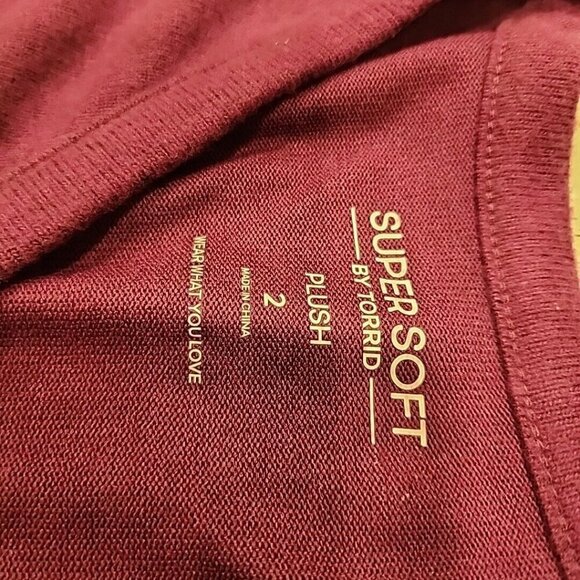 SUPER SOFT
BY TORRID
PLUSH
2
MADE IN CHINA
WEAR WHAT YOU LOVE